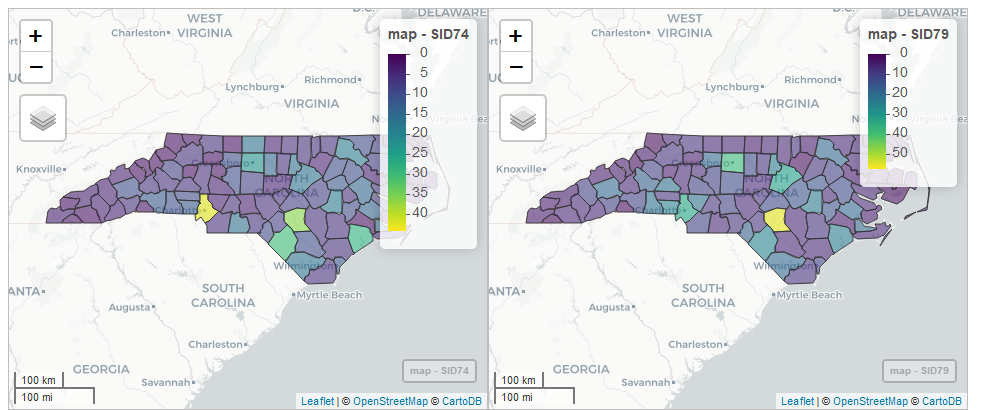 WEST
VIRGINIA
Charleston
DELAWARE
D.C.
map - SID74
0
5
10
15
20
25
30
35
40
+
−
Richmond
Lynchburg
VIRGINIA
Knoxville
Greensboro
NORTH
CAROLINA
Charlotte
Wilmington
SOUTH
CAROLINA
Myrtle Beach
ANTA
Augusta
Charleston
GEORGIA
Savannah
100 km
100 mi
map - SID74
Leaflet | © OpenStreetMap © CartoDB
WEST
VIRGINIA
Charleston
DELAWARE
D.C.
map - SID79
0
10
20
30
40
50
+
−
Richmond
Lynchburg
VIRGINIA
Virginia Bea
Knoxville
Greensboro
NORTH
CAROLINA
Charlotte
Wilmington
SOUTH
CAROLINA
Myrtle Beach
ANTA
Augusta
Charleston
GEORGIA
Savannah
100 km
100 mi
map - SID79
Leaflet | © OpenStreetMap © CartoDB